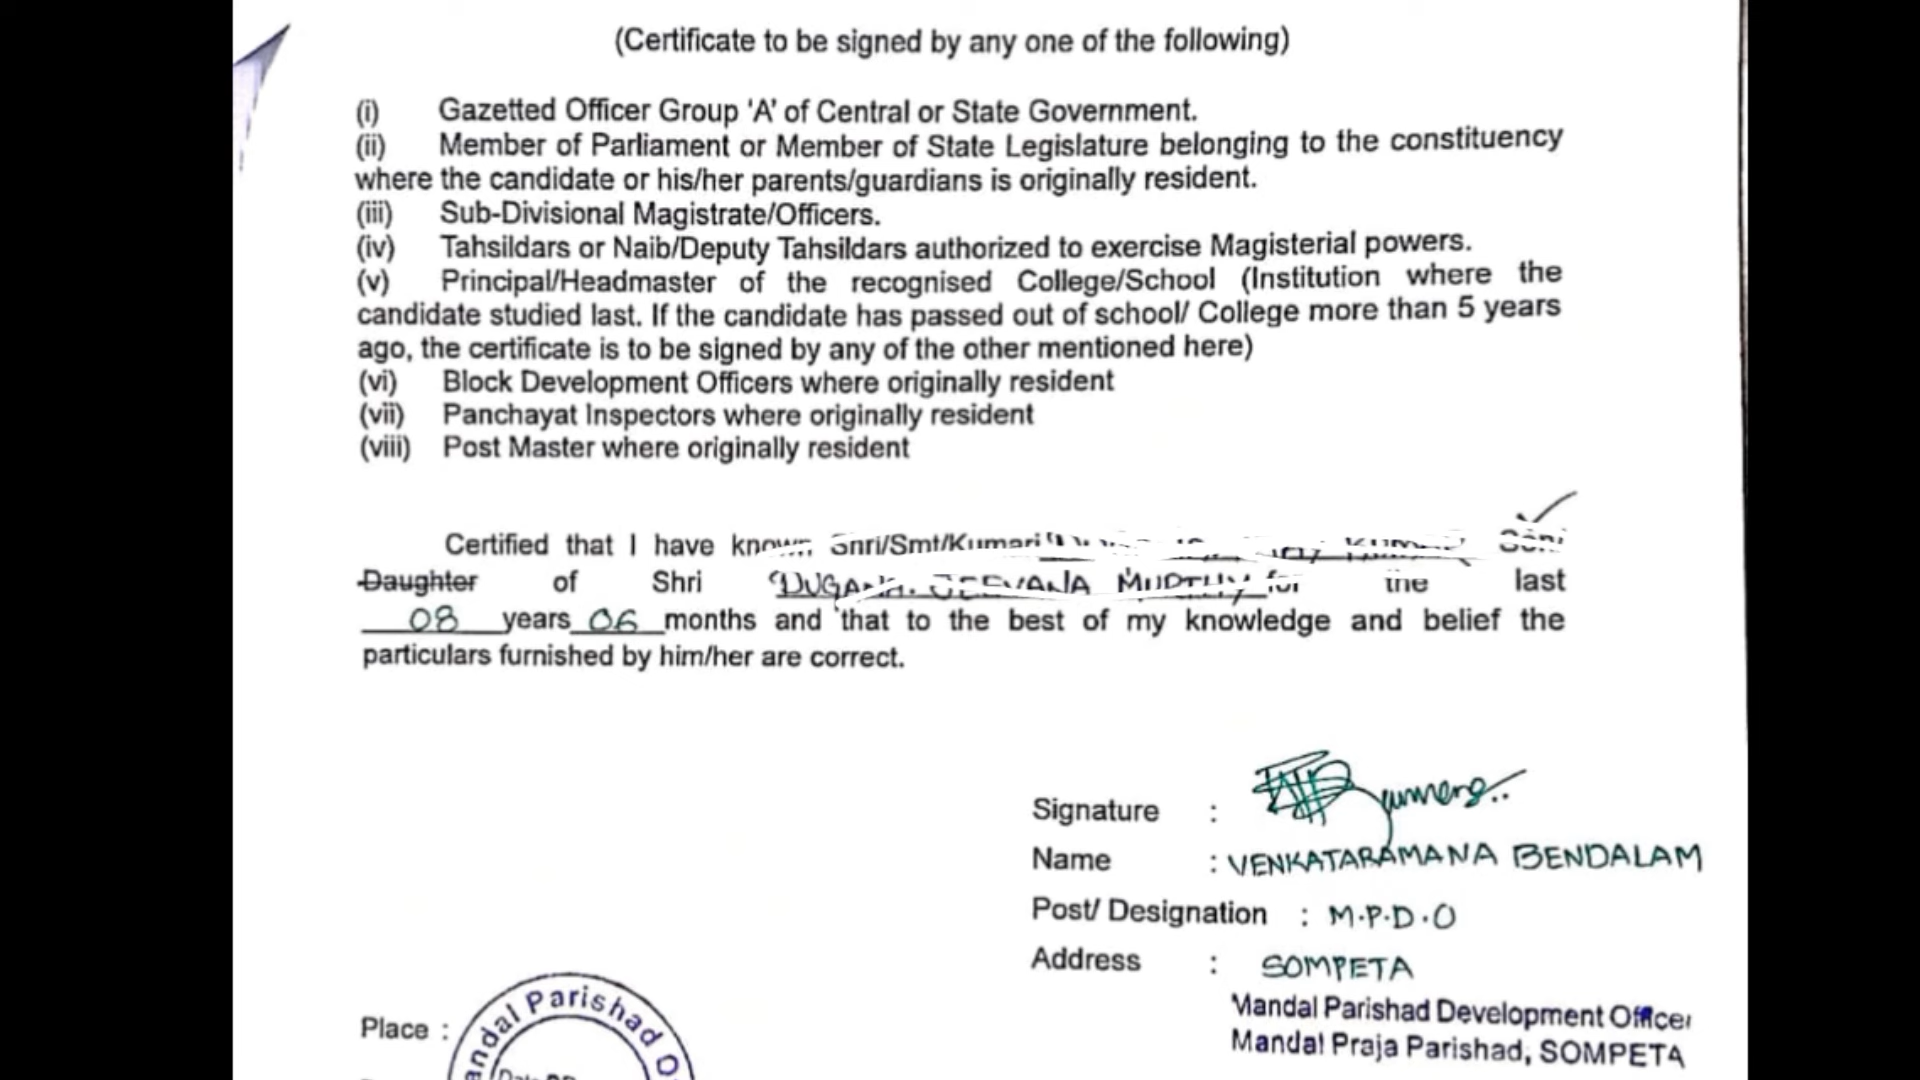 (Certificate to be signed by any one of the following)
(i) Gazetted Officer Group 'A' of Central or State Government.
(ii) Member of Parliament or Member of State Legislature belonging to the constituency
where the candidate or his/her parents/guardians is originally resident.
(iii) Sub-Divisional Magistrate/Officers.
(iv) Tahsildars or Naib/Deputy Tahsildars authorized to exercise Magisterial powers.
(v) Principal/Headmaster of the recognised College/School (Institution where the
candidate studied last. If the candidate has passed out of school/ College more than 5 years
ago, the certificate is to be signed by any of the other mentioned here)
(vi) Block Development Officers where originally resident
(vii) Panchayat Inspectors where originally resident
(viii) Post Master where originally resident
Certified that I have known Shri/Smt/Kumari
Daughter of Shri for the last
08 years 06 months and that to the best of my knowledge and belief the
particulars furnished by him/her are correct.
Signature :
Name : VENKATARAMANA BENDALAM
Post/ Designation : M.P.D.O
Address : SOMPETA
Mandal Parishad Development Officer
Mandal Praja Parishad, SOMPETA
Place :
Parishad